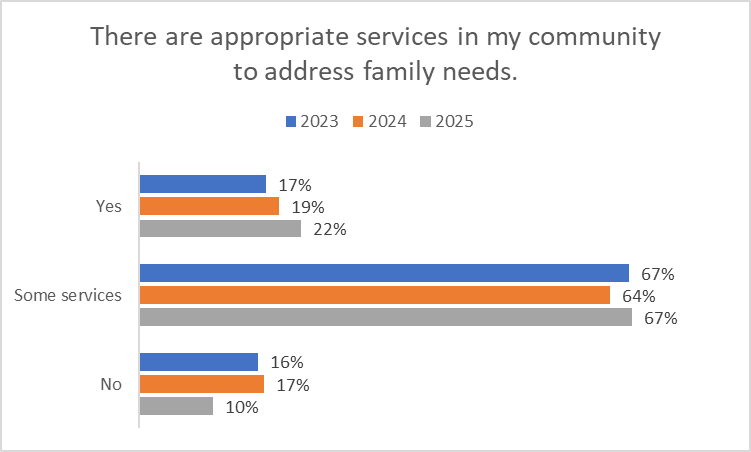 There are appropriate services in my community
to address family needs.
2023 2024 2025
Yes
17%
19%
22%
Some services
67%
64%
67%
No
16%
17%
10%